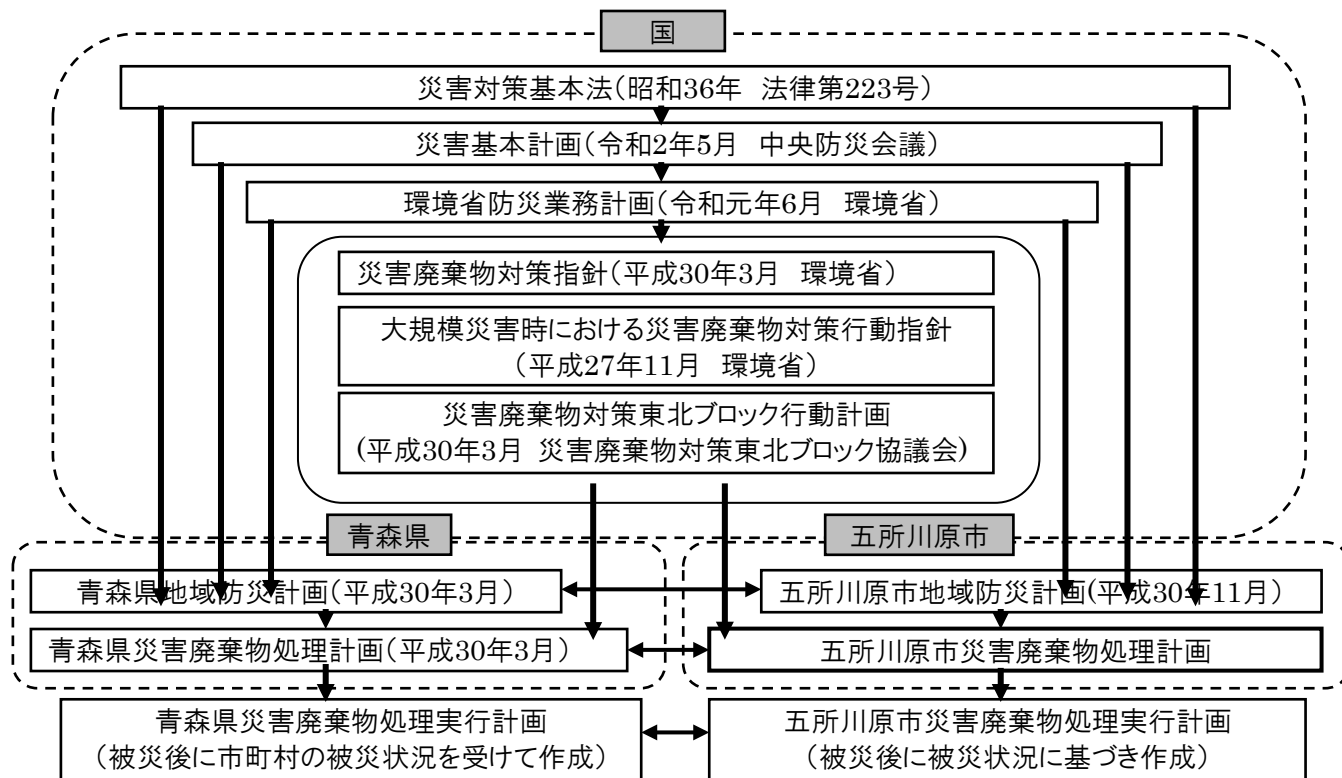 国
災害対策基本法(昭和36年　法律第223号)
災害基本計画(令和2年5月　中央防災会議)
環境省防災業務計画(令和元年6月　環境省)
災害廃棄物対策指針(平成30年3月　環境省)
大規模災害時における災害廃棄物対策行動指針
(平成27年11月　環境省)
災害廃棄物対策東北ブロック行動計画
(平成30年3月 災害廃棄物対策東北ブロック協議会)
青森県
五所川原市
青森県地域防災計画(平成30年3月)
五所川原市地域防災計画(平成30年11月)
青森県災害廃棄物処理計画(平成30年3月)
五所川原市災害廃棄物処理計画
青森県災害廃棄物処理実行計画
(被災後に市町村の被災状況を受けて作成)
五所川原市災害廃棄物処理実行計画
(被災後に被災状況に基づき作成)